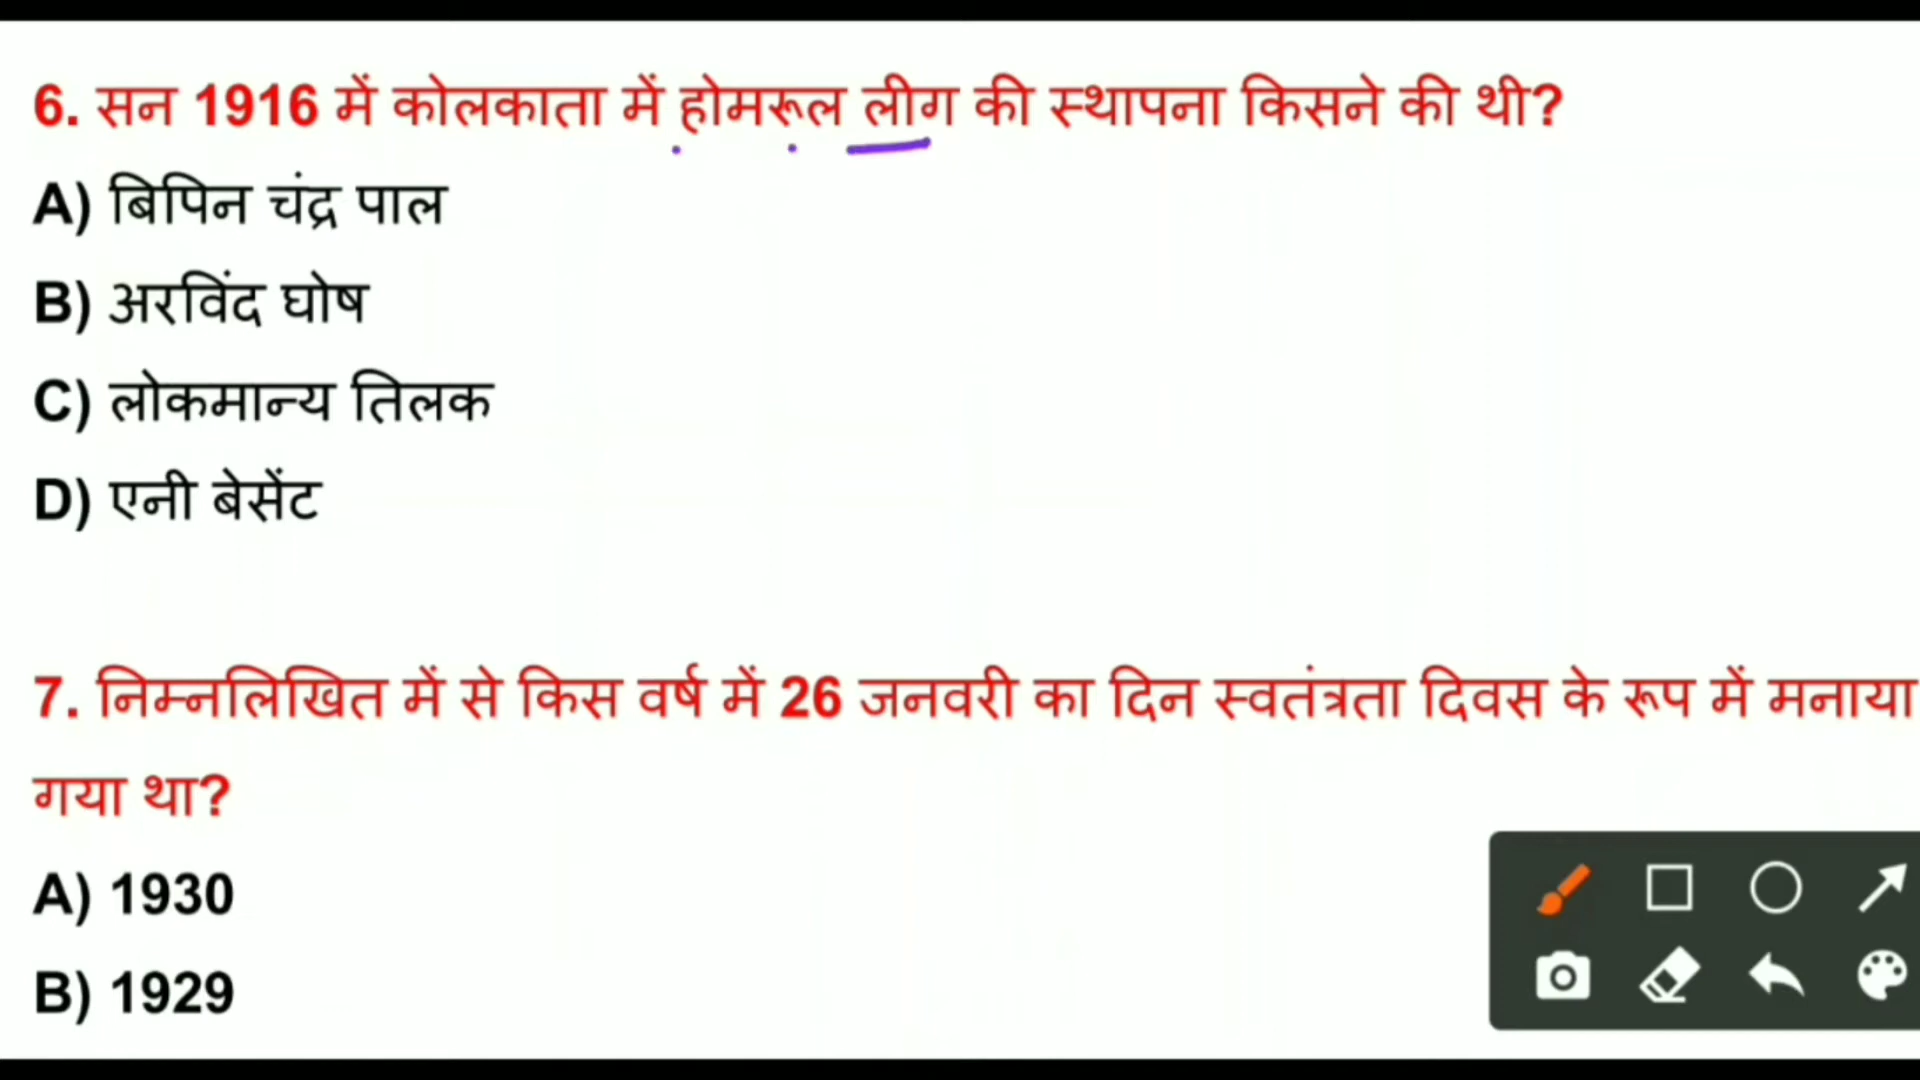 6. सन 1916 में कोलकाता में होमरूल लीग की स्थापना किसने की थी?
A) बिपिन चंद्र पाल
B) अरविंद घोष
C) लोकमान्य तिलक
D) एनी बेसेंट
7. निम्नलिखित में से किस वर्ष में 26 जनवरी का दिन स्वतंत्रता दिवस के रूप में मनाया
गया था?
A) 1930
B) 1929